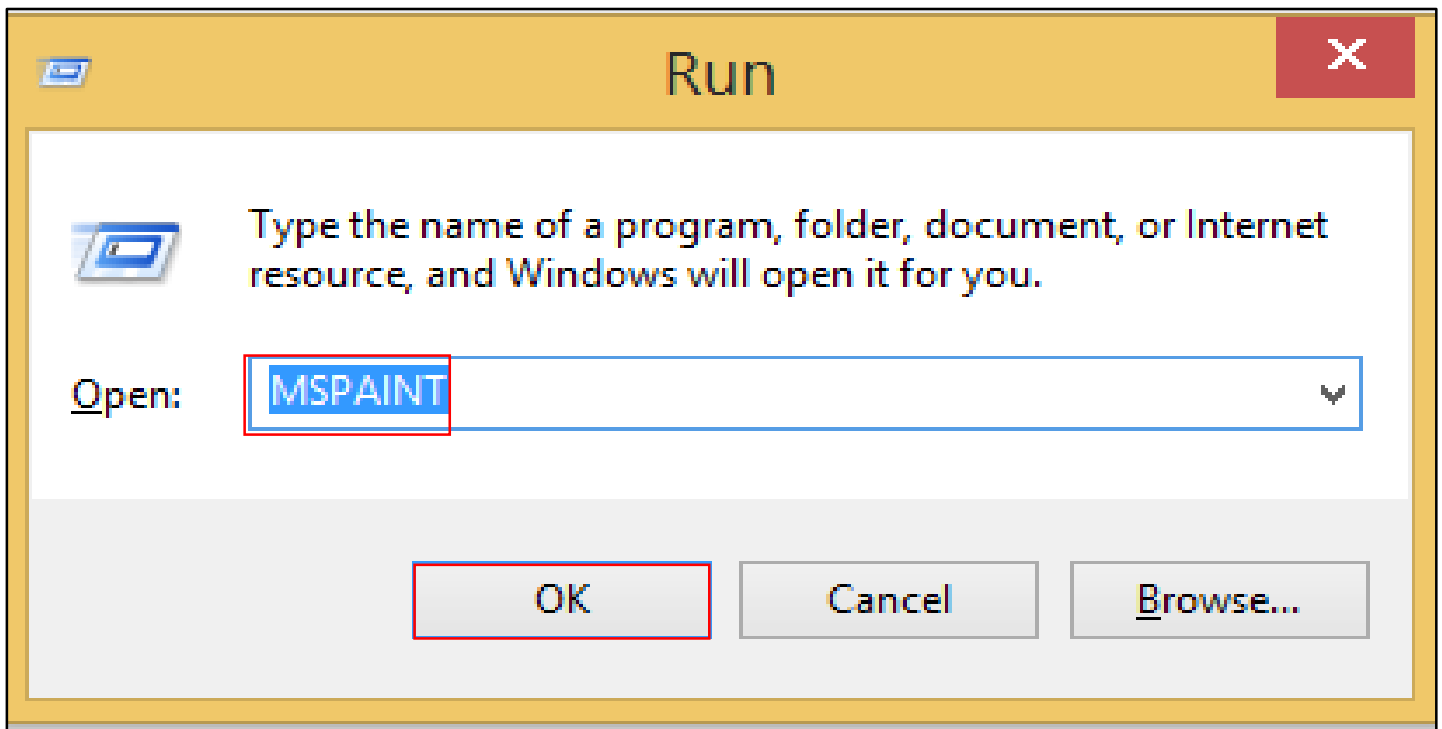 Run
Type the name of a program, folder, document, or Internet
resource, and Windows will open it for you.
Open: MSPAINT
OK Cancel Browse...